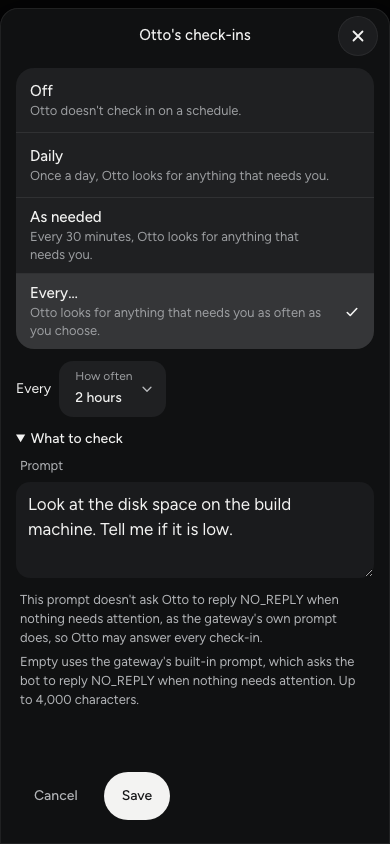 Otto's check-ins
Off
Otto doesn't check in on a schedule.
Daily
Once a day, Otto looks for anything that needs you.
As needed
Every 30 minutes, Otto looks for anything that
needs you.
Every...
Otto looks for anything that needs you as often as
you choose.
Every
How often
2 hours
What to check
Prompt
Look at the disk space on the build
machine. Tell me if it is low.
This prompt doesn't ask Otto to reply NO_REPLY when
nothing needs attention, as the gateway's own prompt
does, so Otto may answer every check-in.
Empty uses the gateway's built-in prompt, which asks the
bot to reply NO_REPLY when nothing needs attention. Up
to 4,000 characters.
Cancel
Save